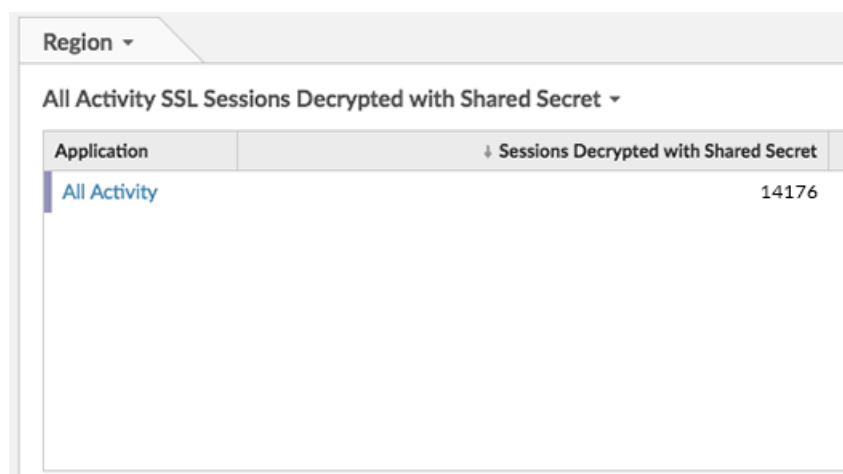 Region
All Activity SSL Sessions Decrypted with Shared Secret
Application
Sessions Decrypted with Shared Secret
All Activity
14176